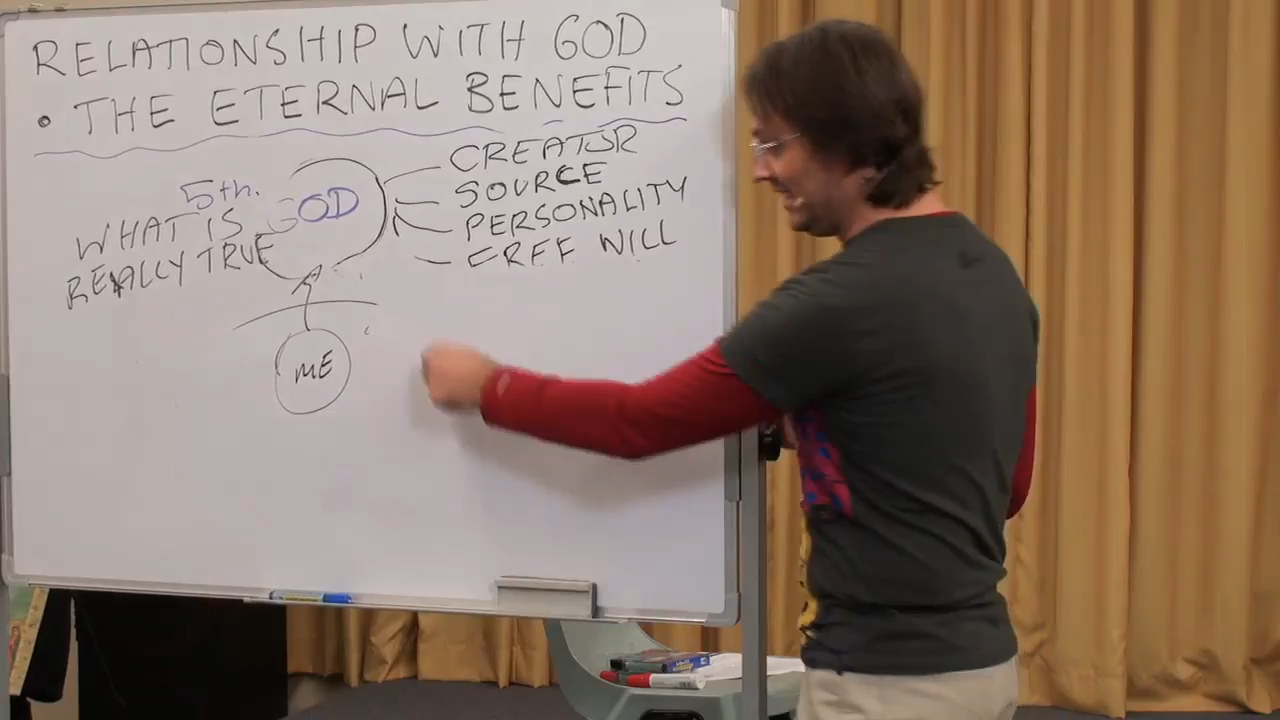 RELATIONSHIP WITH GOD
• THE ETERNAL BENEFITS
CREATOR
SOURCE
PERSONALITY
FREE WILL
5th.
WHAT IS
REALLY TRUE
GOD
ME